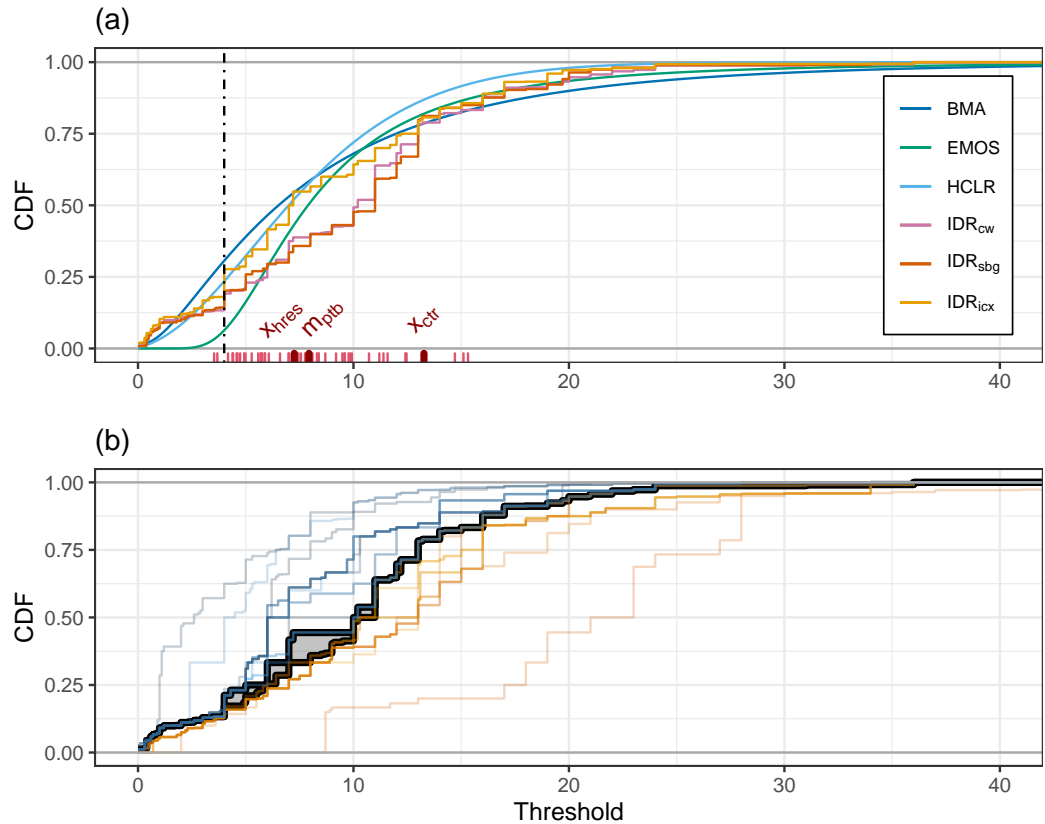 (a)
1.00
0.75
0.50
0.25
0.00
CDF
BMA
EMOS
HCLR
IDRcw
IDRsbg
IDRicx
xhres
mptb
xctr
0 10 20 30 40
(b)
1.00
0.75
0.50
0.25
0.00
CDF
0 10 20 30 40
Threshold